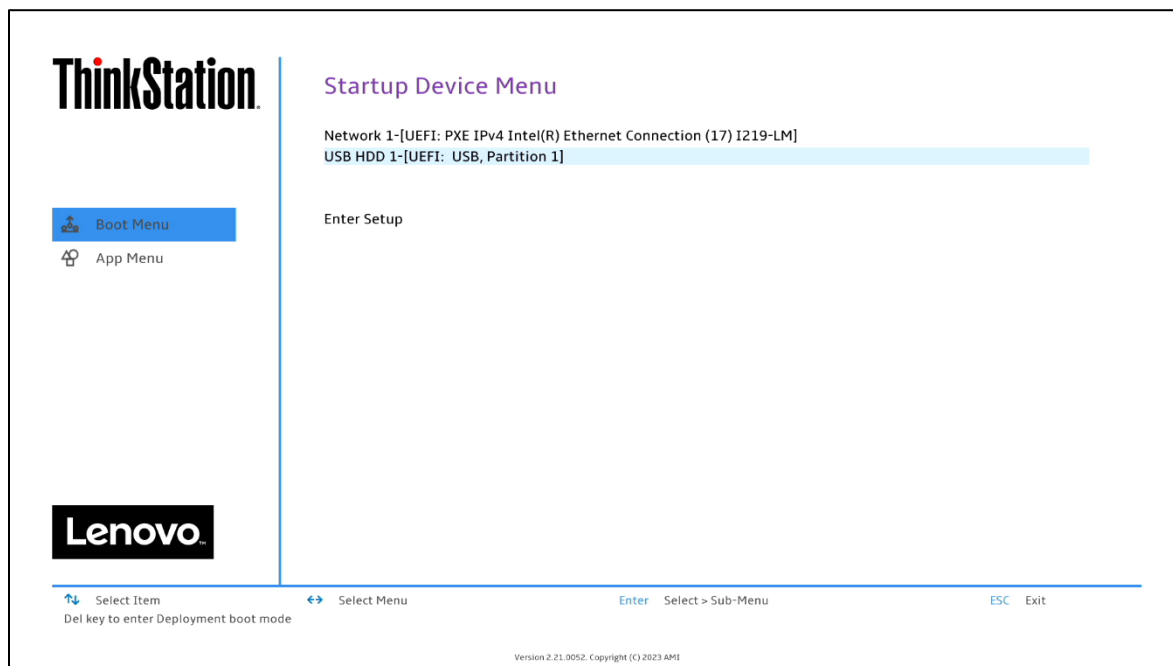 ThinkStation
Startup Device Menu
Network 1-[UEFI: PXE IPv4 Intel(R) Ethernet Connection (17) I219-LM]
USB HDD 1-[UEFI:  USB, Partition 1]
Enter Setup
Boot Menu
App Menu
Lenovo™
Select Item
Select Menu
Enter Select > Sub-Menu
ESC Exit
Del key to enter Deployment boot mode
Version 2.21.0052. Copyright (C) 2023 AMI